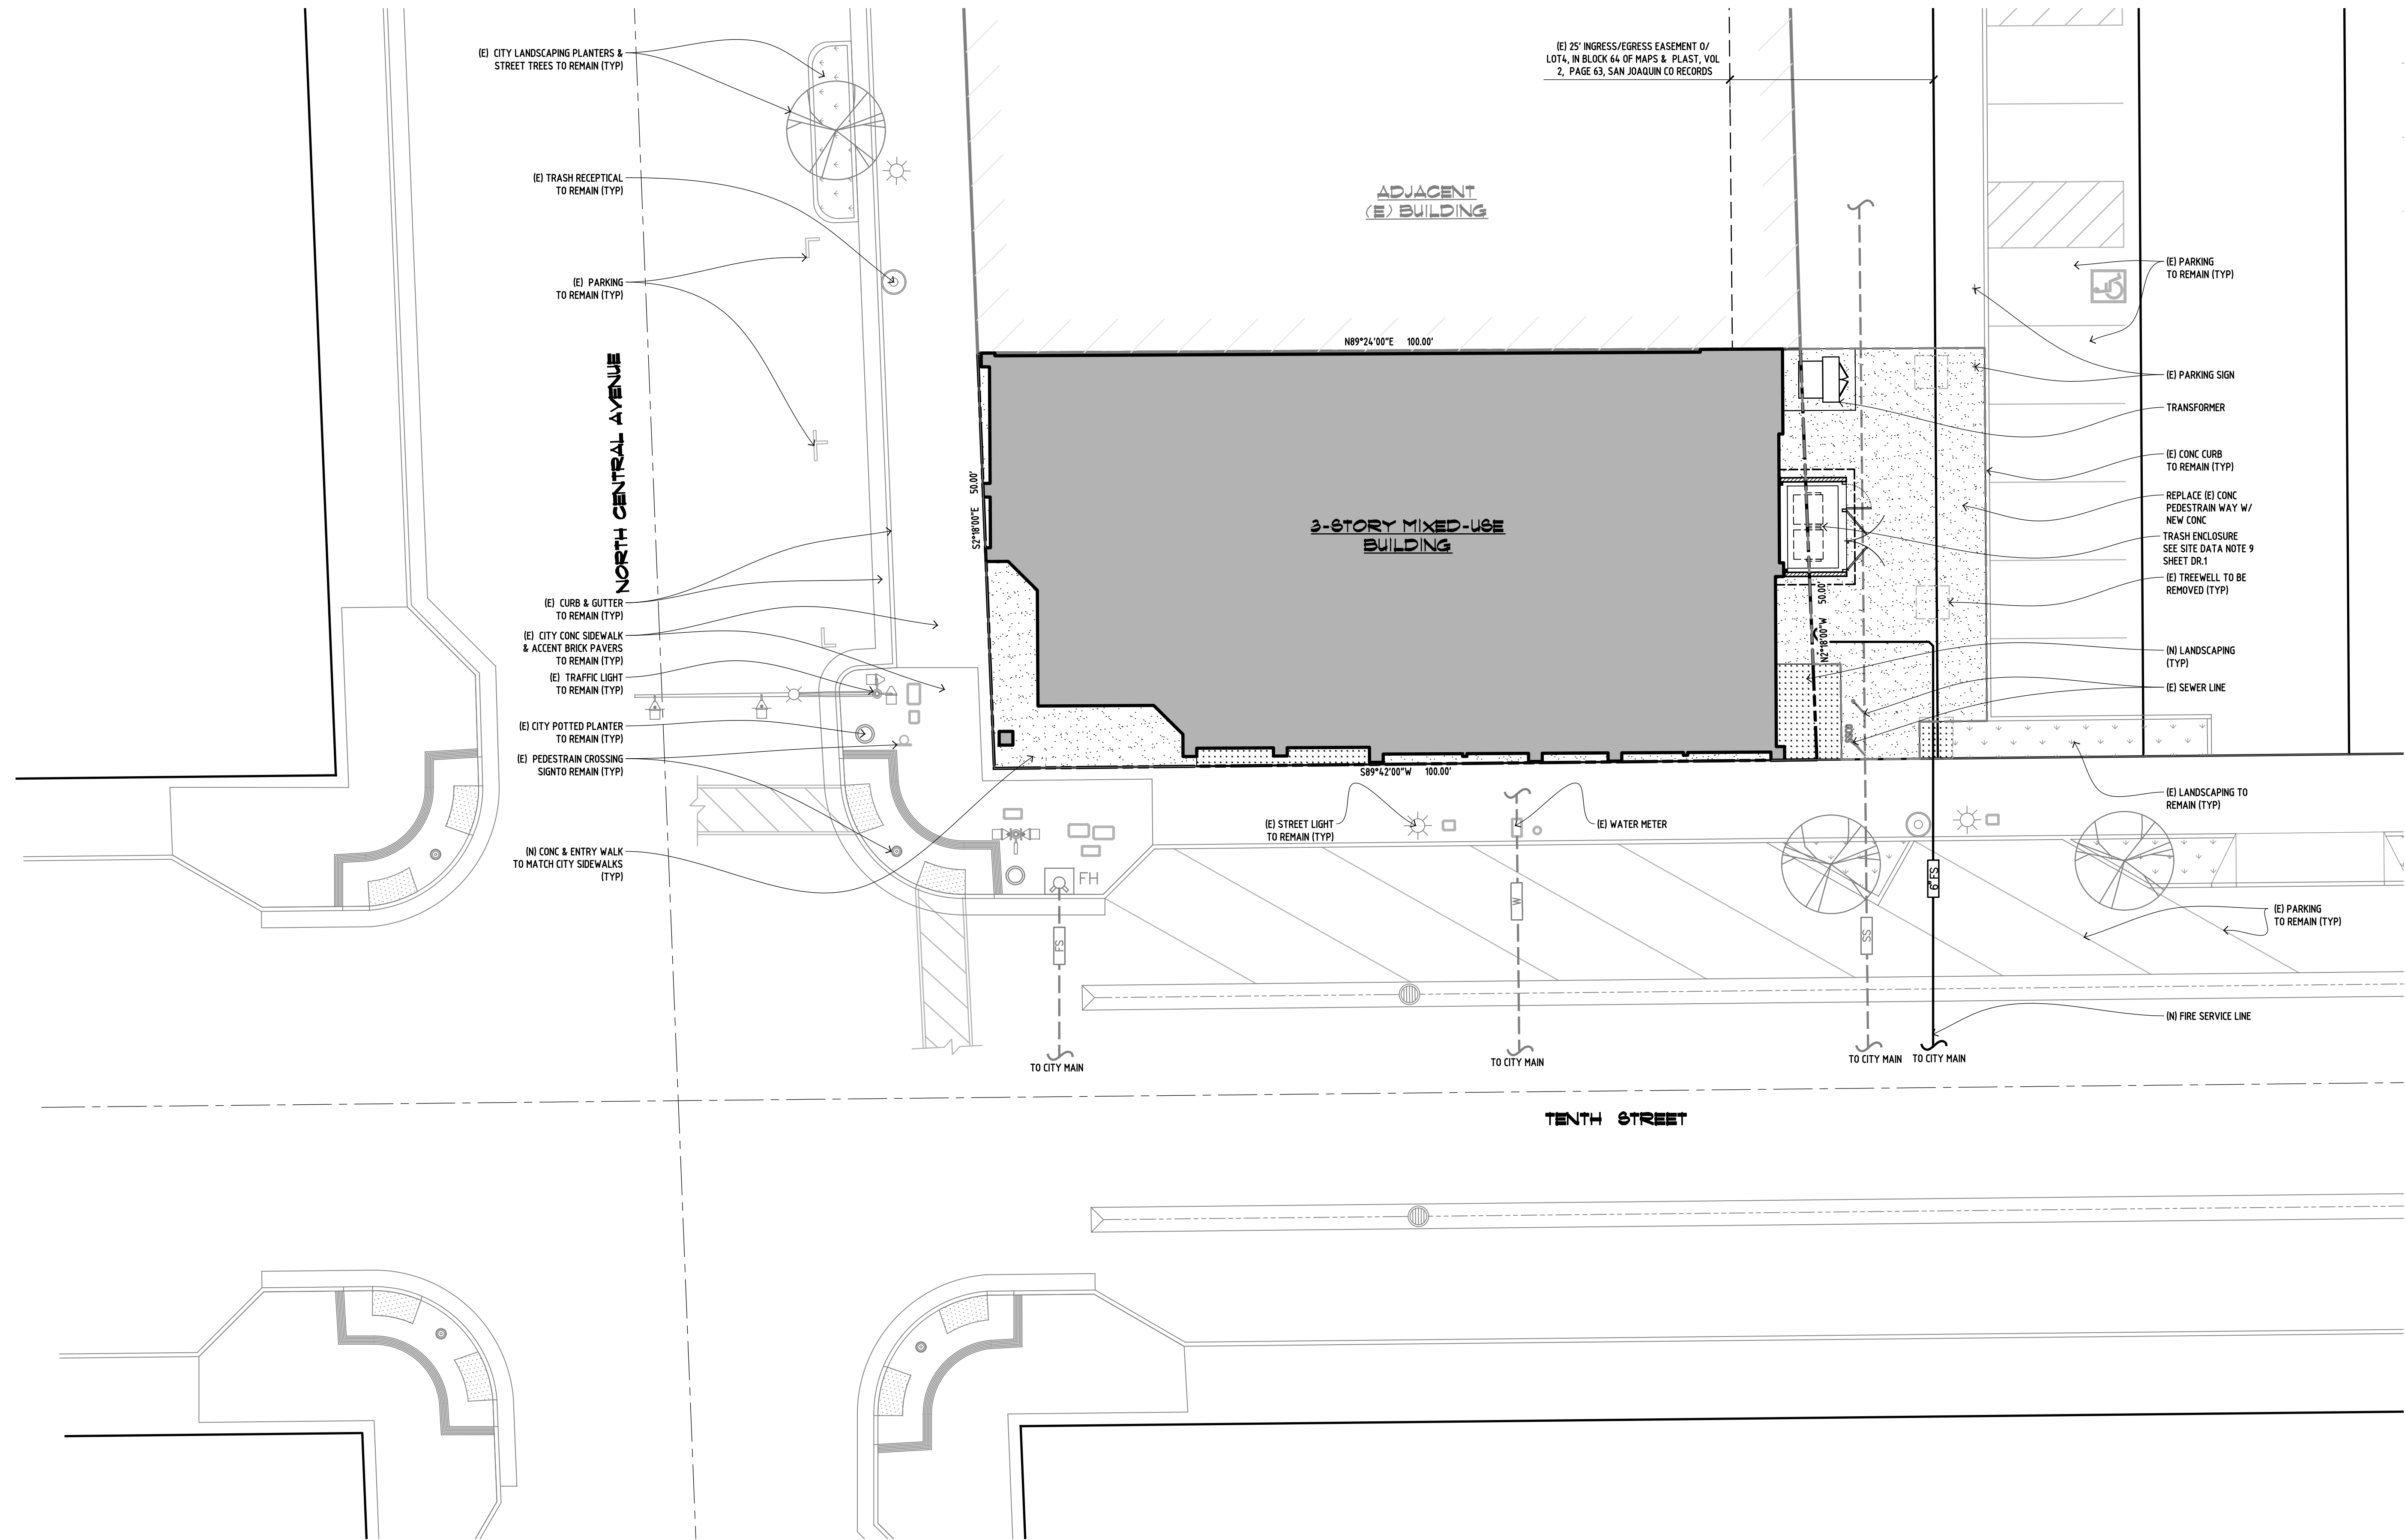 (E) CITY LANDSCAPING PLANTERS &
STREET TREES TO REMAIN (TYP)
(E) TRASH RECEPTICAL
TO REMAIN (TYP)
(E) PARKING
TO REMAIN (TYP)
NORTH CENTRAL AVENUE
(E) CURB & GUTTER
TO REMAIN (TYP)
(E) CITY CONC SIDEWALK
& ACCENT BRICK PAVERS
TO REMAIN (TYP)
(E) TRAFFIC LIGHT
TO REMAIN (TYP)
(E) CITY POTTED PLANTER
TO REMAIN (TYP)
(E) PEDESTRAIN CROSSING
SIGNTO REMAIN (TYP)
(N) CONC & ENTRY WALK
TO MATCH CITY SIDEWALKS
(TYP)
(E) 25' INGRESS/EGRESS EASEMENT O/
LOT4, IN BLOCK 64 OF MAPS & PLAST, VOL
2, PAGE 63, SAN JOAQUIN CO RECORDS
ADJACENT
(E) BUILDING
N89°24'00"E 100.00'
S2°18'00"E 50.00'
3-STORY MIXED-USE
BUILDING
N2°18'00"W 50.00'
S89°42'00"W 100.00'
(E) PARKING
TO REMAIN (TYP)
(E) PARKING SIGN
TRANSFORMER
(E) CONC CURB
TO REMAIN (TYP)
REPLACE (E) CONC
PEDESTRAIN WAY W/
NEW CONC
TRASH ENCLOSURE
SEE SITE DATA NOTE 9
SHEET DR.1
(E) TREEWELL TO BE
REMOVED (TYP)
(N) LANDSCAPING
(TYP)
(E) SEWER LINE
(E) LANDSCAPING TO
REMAIN (TYP)
(E) STREET LIGHT
TO REMAIN (TYP)
(E) WATER METER
FH
FS
W
SS
6" FS
(E) PARKING
TO REMAIN (TYP)
(N) FIRE SERVICE LINE
TO CITY MAIN
TO CITY MAIN
TO CITY MAIN
TO CITY MAIN
TENTH STREET